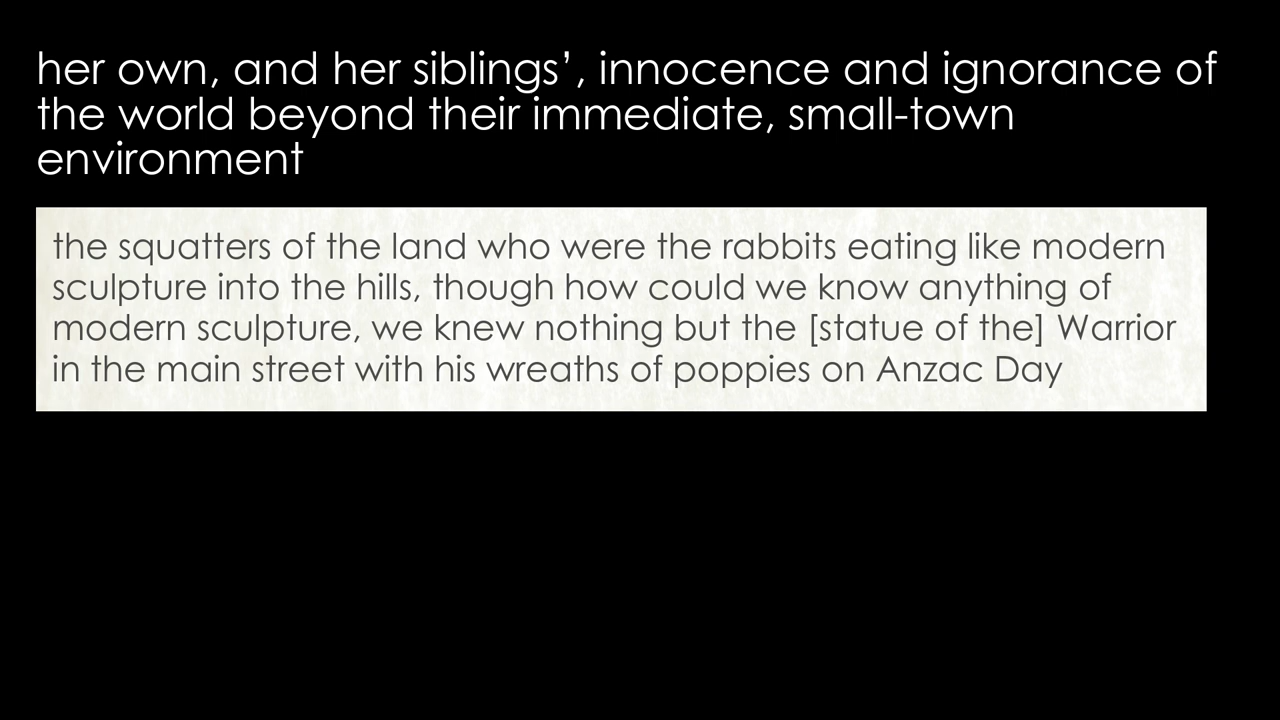 her own, and her siblings’, innocence and ignorance of
the world beyond their immediate, small-town
environment
the squatters of the land who were the rabbits eating like modern
sculpture into the hills, though how could we know anything of
modern sculpture, we knew nothing but the [statue of the] Warrior
in the main street with his wreaths of poppies on Anzac Day